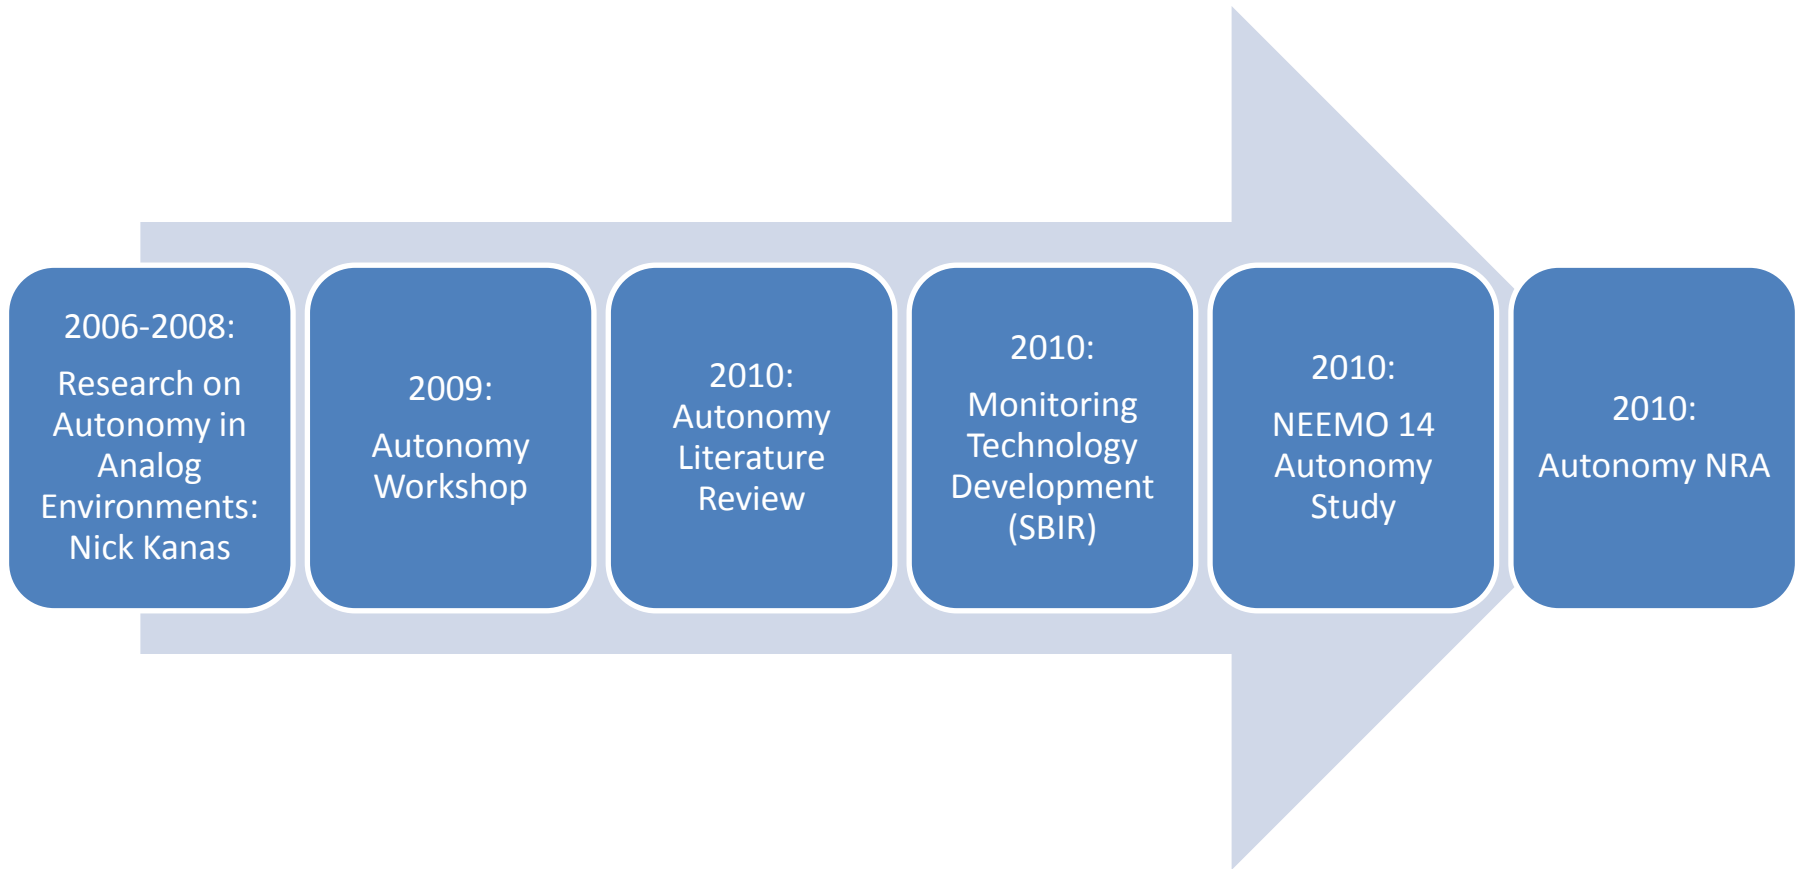 2006-2008:
Research on
Autonomy in
Analog
Environments:
Nick Kanas
2009:
Autonomy
Workshop
2010:
Autonomy
Literature
Review
2010:
Monitoring
Technology
Development
(SBIR)
2010:
NEEMO 14
Autonomy
Study
2010:
Autonomy NRA